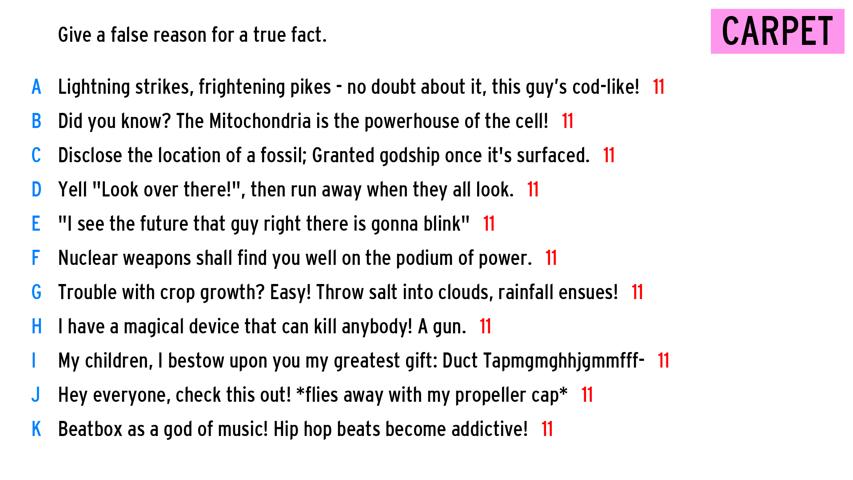 Give a false reason for a true fact.
CARPET
A Lightning strikes, frightening pikes - no doubt about it, this guy's cod-like! 11
B Did you know? The Mitochondria is the powerhouse of the cell! 11
C Disclose the location of a fossil; Granted godship once it's surfaced. 11
D Yell "Look over there!", then run away when they all look. 11
E "I see the future that guy right there is gonna blink" 11
F Nuclear weapons shall find you well on the podium of power. 11
G Trouble with crop growth? Easy! Throw salt into clouds, rainfall ensues! 11
H I have a magical device that can kill anybody! A gun. 11
I My children, I bestow upon you my greatest gift: Duct Tapmgmghhjgmmfff- 11
J Hey everyone, check this out! *flies away with my propeller cap* 11
K Beatbox as a god of music! Hip hop beats become addictive! 11